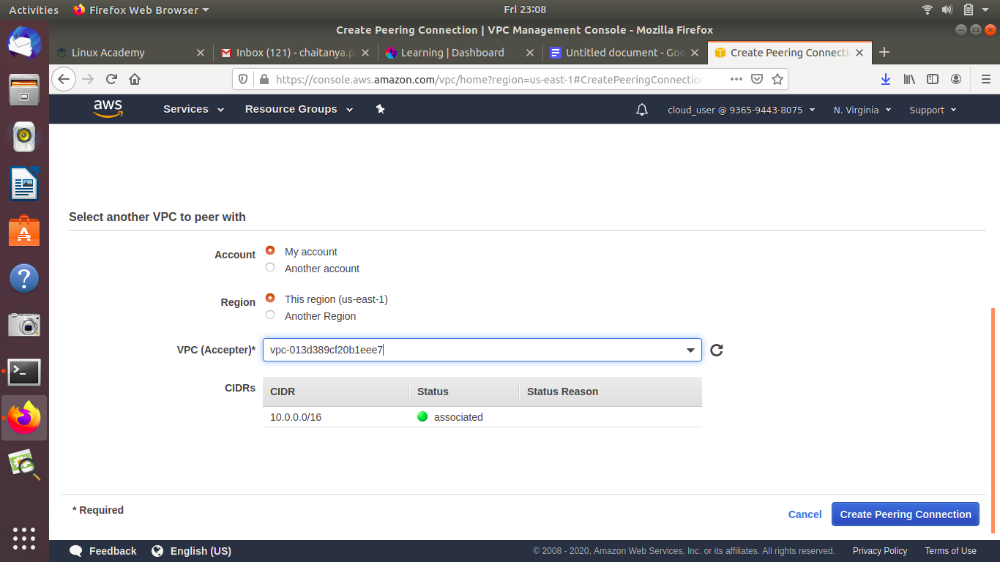 Activities Firefox Web Browser Fri 23:08
Create Peering Connection | VPC Management Console - Mozilla Firefox
Linux Academy Inbox (121) - chaitanya.p Learning | Dashboard Untitled document - Goo Create Peering Connecti
https://console.aws.amazon.com/vpc/home?region=us-east-1#CreatePeeringConnection
aws Services Resource Groups cloud_user @ 9365-9443-8075 N. Virginia Support
Select another VPC to peer with
Account My account
Another account
Region This region (us-east-1)
Another Region
VPC (Accepter)* vpc-013d389cf20b1eee7
CIDRs CIDR Status Status Reason
10.0.0.0/16 associated
* Required
Cancel Create Peering Connection
Feedback English (US) © 2008 - 2020, Amazon Web Services, Inc. or its affiliates. All rights reserved. Privacy Policy Terms of Use